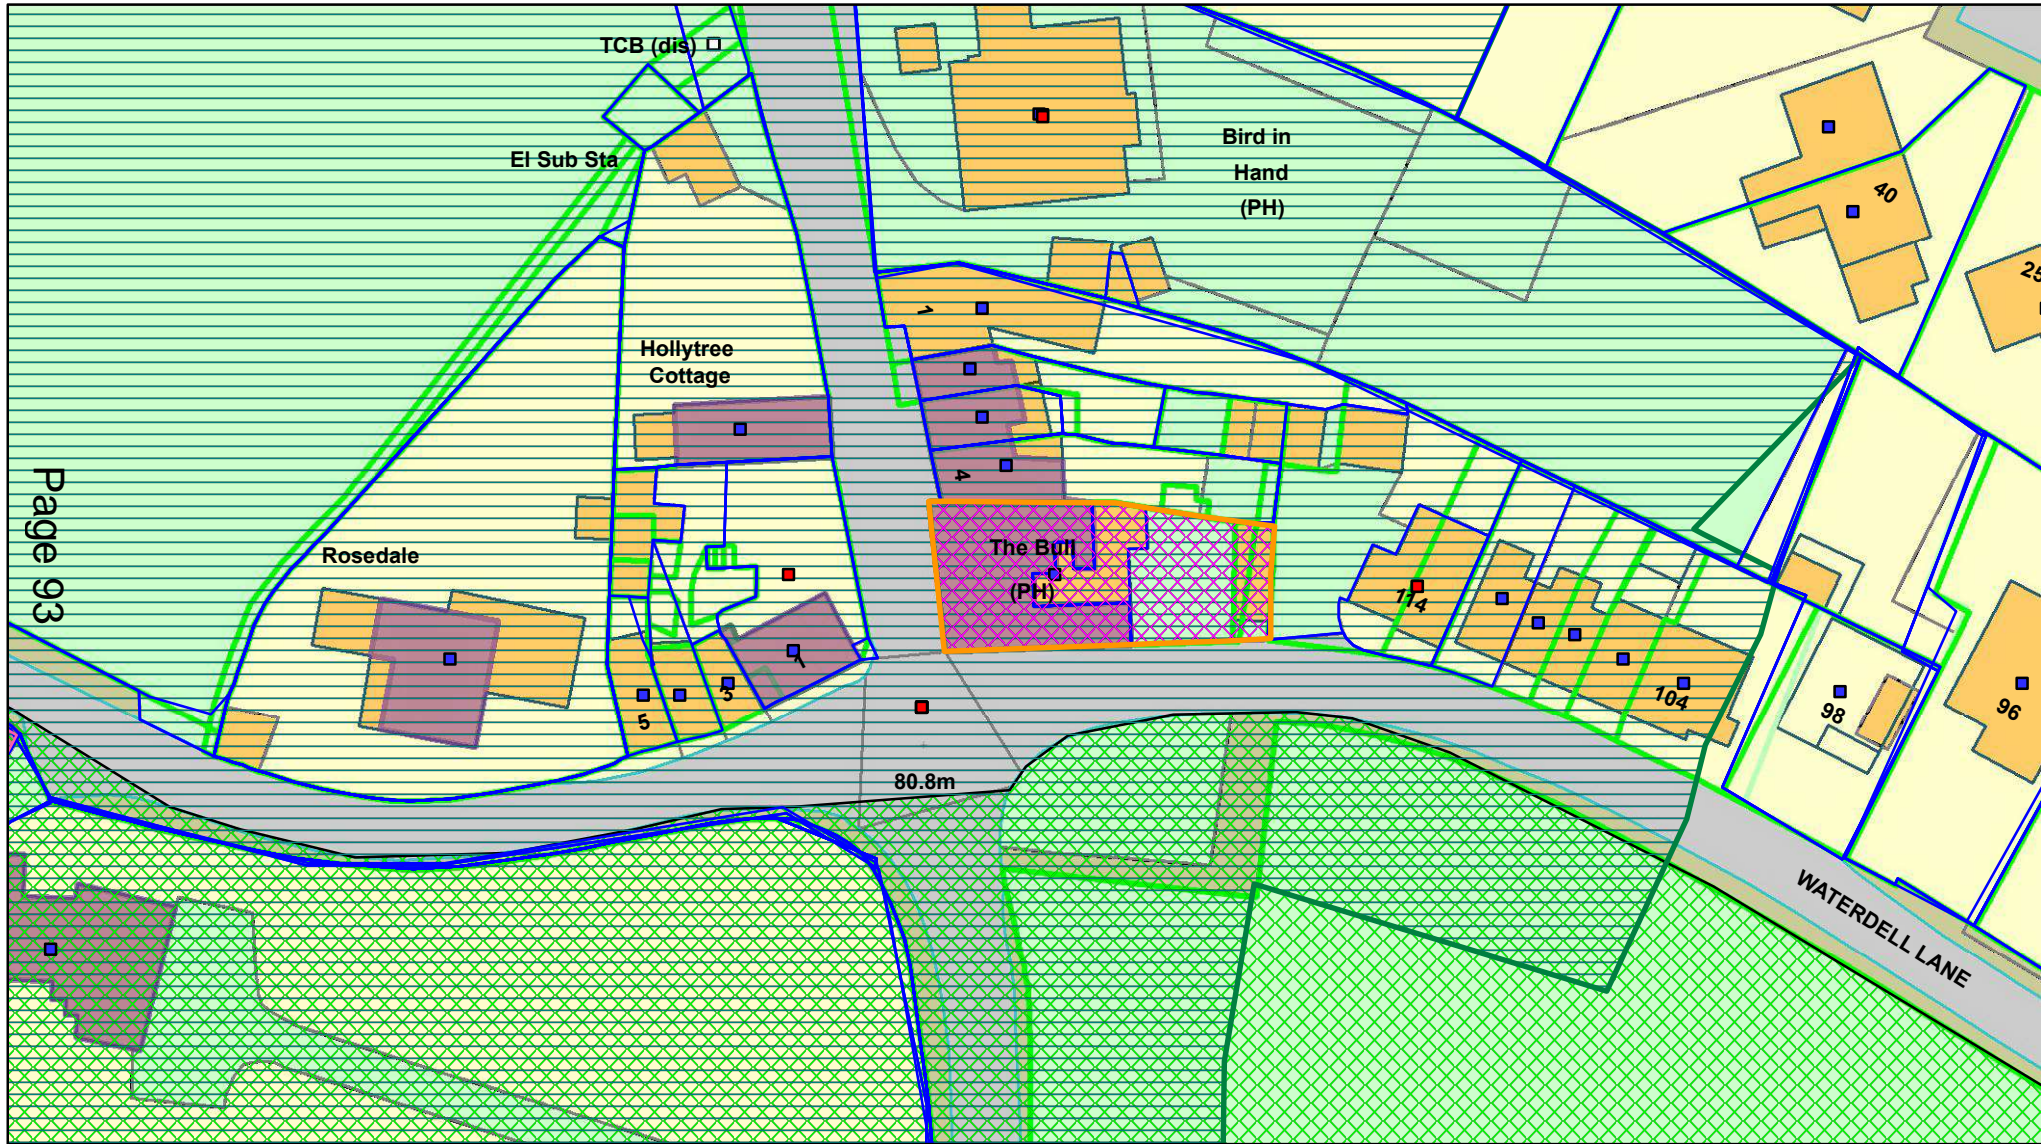 TCB (dis)
El Sub Sta
Bird in
Hand
(PH)
40
25
1
Hollytree
Cottage
4
Page 93
Rosedale
The Bull
(PH)
114
1
3
5
104
98
96
80.8m
WATERDELL LANE